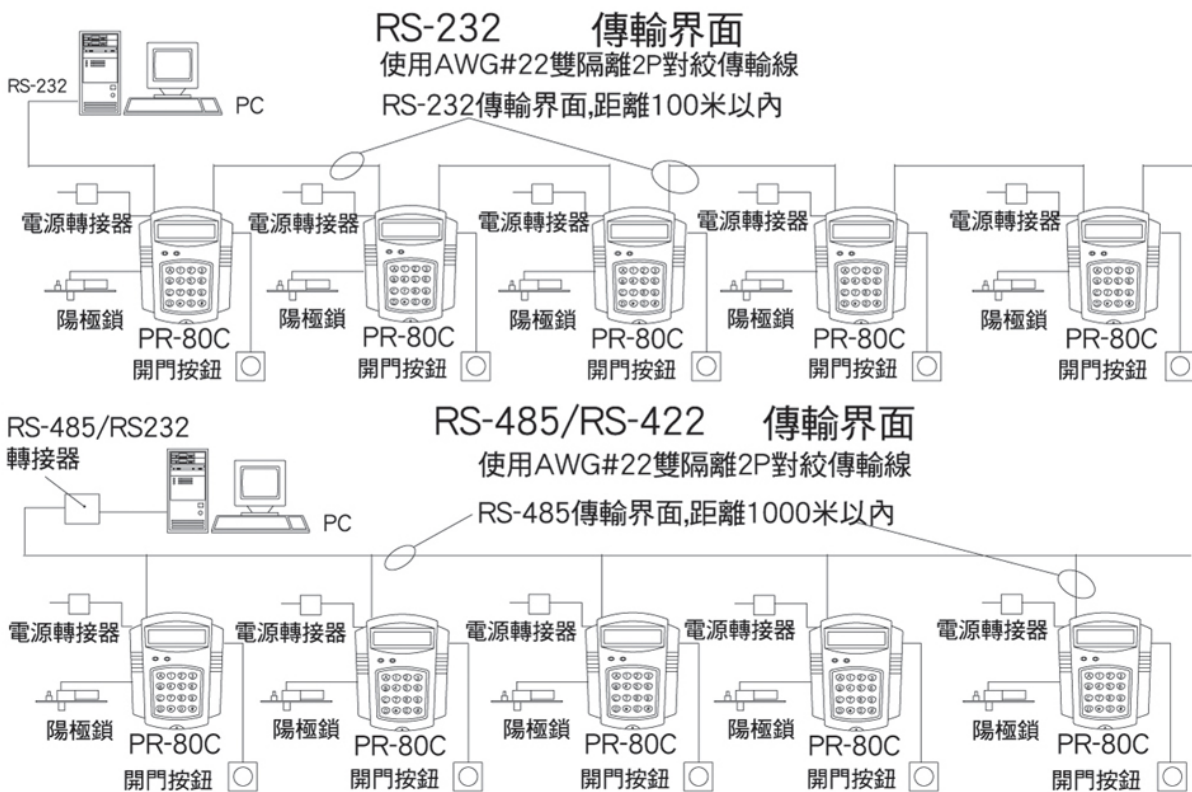 RS-232 傳輸界面
使用AWG#22雙隔離2P對絞傳輸線
RS-232
PC
RS-232傳輸界面,距離100米以內
電源轉接器
電源轉接器
電源轉接器
電源轉接器
電源轉接器
陽極鎖
陽極鎖
陽極鎖
陽極鎖
陽極鎖
PR-80C
PR-80C
PR-80C
PR-80C
PR-80C
開門按鈕
開門按鈕
開門按鈕
開門按鈕
開門按鈕
RS-485/RS-422 傳輸界面
RS-485/RS232
轉接器
使用AWG#22雙隔離2P對絞傳輸線
PC
RS-485傳輸界面,距離1000米以內
電源轉接器
電源轉接器
電源轉接器
電源轉接器
電源轉接器
陽極鎖
陽極鎖
陽極鎖
陽極鎖
陽極鎖
PR-80C
PR-80C
PR-80C
PR-80C
PR-80C
開門按鈕
開門按鈕
開門按鈕
開門按鈕
開門按鈕